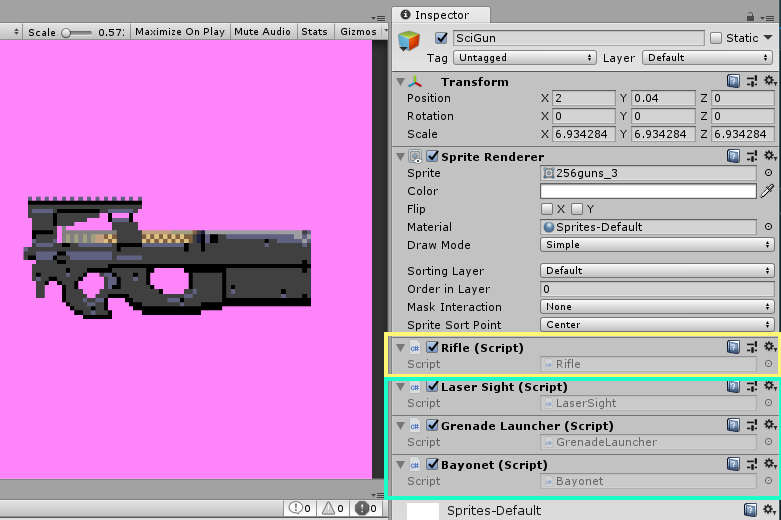 Inspector
Scale 0.57: Maximize On Play Mute Audio Stats Gizmos
SciGun Static
Tag Untagged Layer Default
Transform
Position X 2 Y 0.04 Z 0
Rotation X 0 Y 0 Z 0
Scale X 6.934284 Y 6.934284 Z 6.934284
Sprite Renderer
Sprite 256guns_3
Color
Flip X Y
Material Sprites-Default
Draw Mode Simple
Sorting Layer Default
Order in Layer 0
Mask Interaction None
Sprite Sort Point Center
C# Rifle (Script)
Script Rifle
C# Laser Sight (Script)
Script LaserSight
C# Grenade Launcher (Script)
Script GrenadeLauncher
C# Bayonet (Script)
Script Bayonet
0 0 0
Sprites-Default